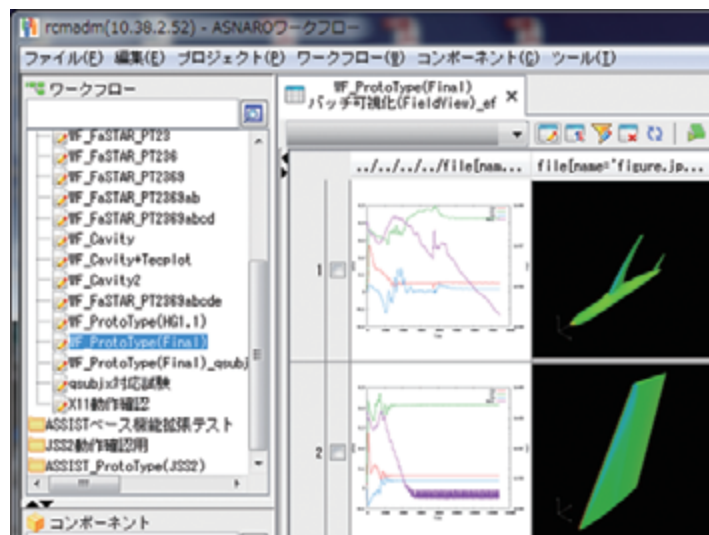 rcmadm(10.38.2.52) - ASNAROワークフロー
ファイル(F) 編集(E) プロジェクト(P) ワークフロー(W) コンポーネント(C) ツール(T)
ワークフロー
WF_FaSTAR_PT23
WF_FaSTAR_PT236
WF_FaSTAR_PT2369
WF_FaSTAR_PT2369ab
WF_FaSTAR_PT2369abcd
WF_Cavity
WF_Cavity+Tecplot
WF_Cavity2
WF_FaSTAR_PT2369abcde
WF_ProtoType(HG1.1)
WF_ProtoType(Final)
WF_ProtoType(Final)_qsubj
qsubjx対応試験
X11動作確認
ASSISTベース機能拡張テスト
JSS2動作確認用
ASSIST_ProtoType(JSS2)
コンポーネント
WF_ProtoType(Final)
バッチ可視化(FieldView)_ef
../../../../file[nam...
file[name='figure.jp...
1
2